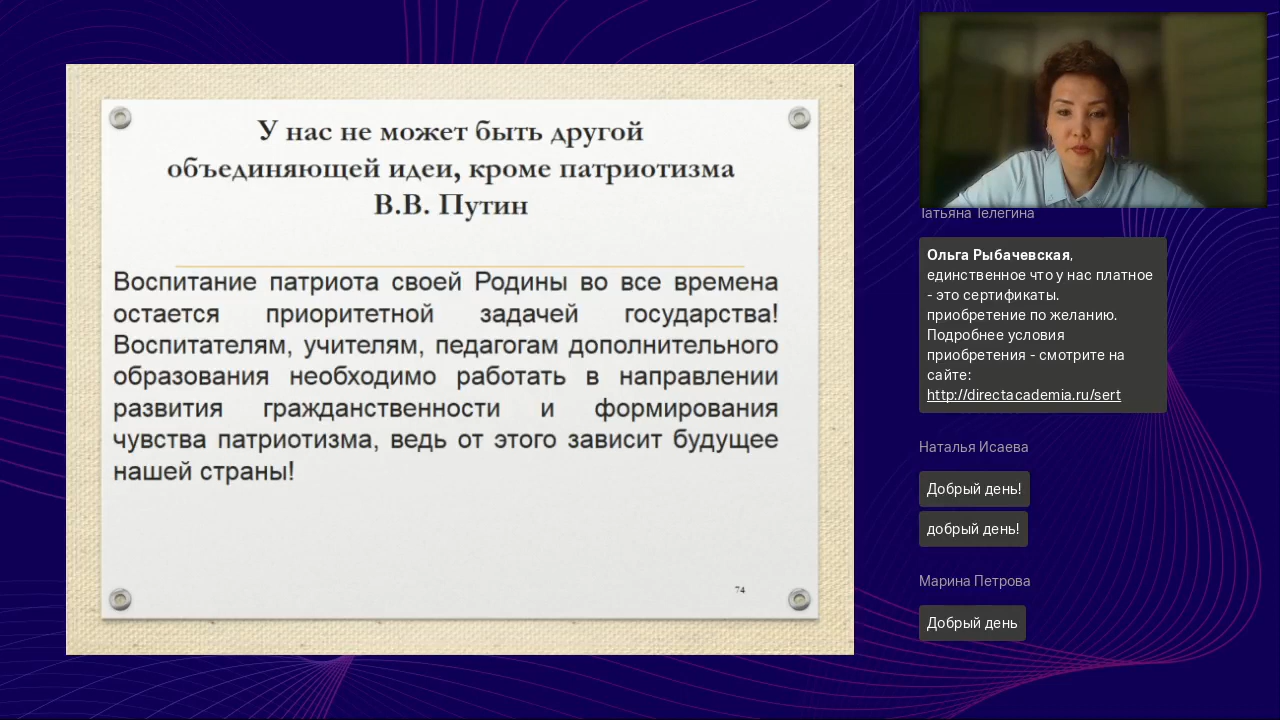 У нас не может быть другой
объединяющей идеи, кроме патриотизма
В.В. Путин
Воспитание патриота своей Родины во все времена
остается приоритетной задачей государства!
Воспитателям, учителям, педагогам дополнительного
образования необходимо работать в направлении
развития гражданственности и формирования
чувства патриотизма, ведь от этого зависит будущее
нашей страны!
74
Татьяна Телегина
Ольга Рыбачевская,
единственное что у нас платное
- это сертификаты.
приобретение по желанию.
Подробнее условия
приобретения - смотрите на
сайте:
http://directacademia.ru/sert
Наталья Исаева
Добрый день!
добрый день!
Марина Петрова
Добрый день